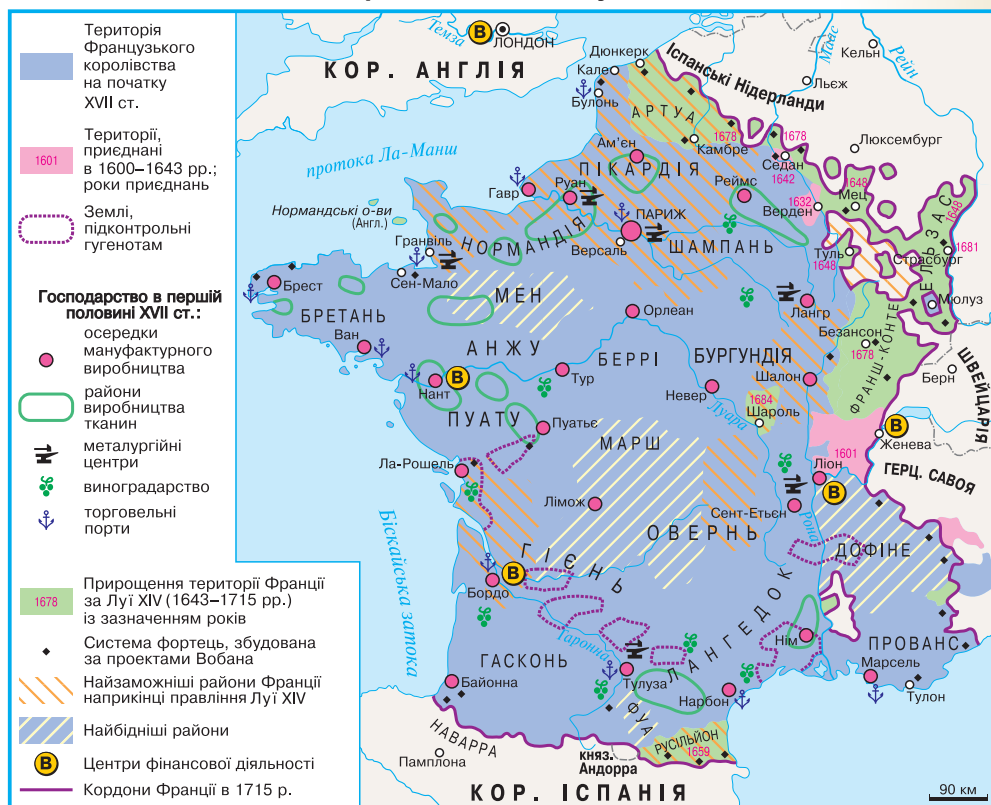 Територія
Французького
королівства
на початку
XVII ст.
1601
Території,
приєднані
в 1600–1643 рр.;
роки приєднань
Землі,
підконтрольні
гугенотам
Господарство в першій
половині XVII ст.:
осередки
мануфактурного
виробництва
райони
виробництва
тканин
металургійні
центри
виноградарство
торговельні
порти
1678
Прирощення території Франції
за Луї XIV (1643–1715 рр.)
із зазначенням років
Система фортець, збудована
за проектами Вобана
Найзаможніші райони Франції
наприкінці правління Луї XIV
Найбідніші райони
В
Центри фінансової діяльності
Кордони Франції в 1715 р.
Темза
В
ЛОНДОН
КОР. АНГЛІЯ
Дюнкерк
Кале
Булонь
Іспанські Нідерланди
Маас
Кельн
Рейн
Льєж
Люксембург
АРТУА
1678
Камбре
1678
Седан
1642
протока Ла-Манш
Ам'єн
ПІКАРДІЯ
Руан
Гавр
Реймс
1632
Верден
1648
Мец
1648
ЕЛЬЗАС
Нормандські о-ви
(Англ.)
НОРМАНДІЯ
ПАРИЖ
Версаль
ШАМПАНЬ
Туль
1648
1681
Страсбург
Гранвіль
Сен-Мало
Брест
БРЕТАНЬ
МЕН
Орлеан
Лангр
Мюлуз
Ван
АНЖУ
БЕРРІ
БУРГУНДІЯ
Безансон
1678
ФРАНШ-КОНТЕ
Берн
ШВЕЙЦАРІЯ
Нант
В
Тур
Невер
Шалон
Луара
1684
Шароль
ПУАТУ
Пуатьє
МАРШ
1601
В
Женева
ГЕРЦ. САВОЯ
Ла-Рошель
Ліон
В
Лімож
Сент-Етьєн
ОВЕРНЬ
Рона
ДОФІНЕ
Біскайська затока
ГІЄНЬ
В
Бордо
Гаронна
ЛАНГЕДОК
Нім
ПРОВАНС
ГАСКОНЬ
Байонна
Тулуза
Нарбон
Марсель
Тулон
НАВАРРА
Памплона
ФУА
РУСІЛЬЙОН
1659
княз.
Андорра
КОР. ІСПАНІЯ
90 км